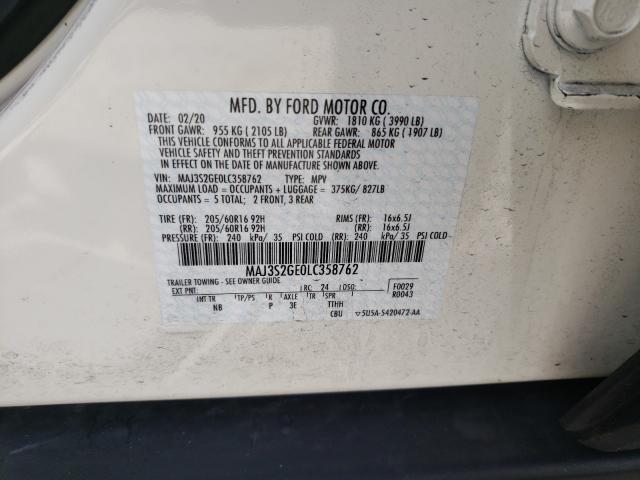 MFD. BY FORD MOTOR CO.
DATE: 02/20 GVWR: 1810 KG ( 3990 LB)
FRONT GAWR: 955 KG ( 2105 LB) REAR GAWR: 865 KG ( 1907 LB)
THIS VEHICLE CONFORMS TO ALL APPLICABLE FEDERAL MOTOR
VEHICLE SAFETY AND THEFT PREVENTION STANDARDS IN
EFFECT ON THE DATE OF MANUFACTURE SHOWN ABOVE.
VIN: MAJ3S2GE0LC358762 TYPE: MPV
MAXIMUM LOAD = OCCUPANTS + LUGGAGE = 375KG/ 827LB
OCCUPANTS = 5 TOTAL; 2 FRONT, 3 REAR
TIRE (FR): 205/60R16 92H RIMS (FR): 16x6.5J
(RR): 205/60R16 92H (RR): 16x6.5J
PRESSURE (FR): 240 kPa/ 35 PSI COLD (RR): 240 kPa/ 35 PSI COLD
MAJ3S2GE0LC358762
TRAILER TOWING - SEE OWNER GUIDE
EXT PNT: RC: 24 DSO: F0029
R0043
INT TR TP/PS R AXLE TR SPR
NB P 3E TTHH
CBU 5U5A-5420472-AA